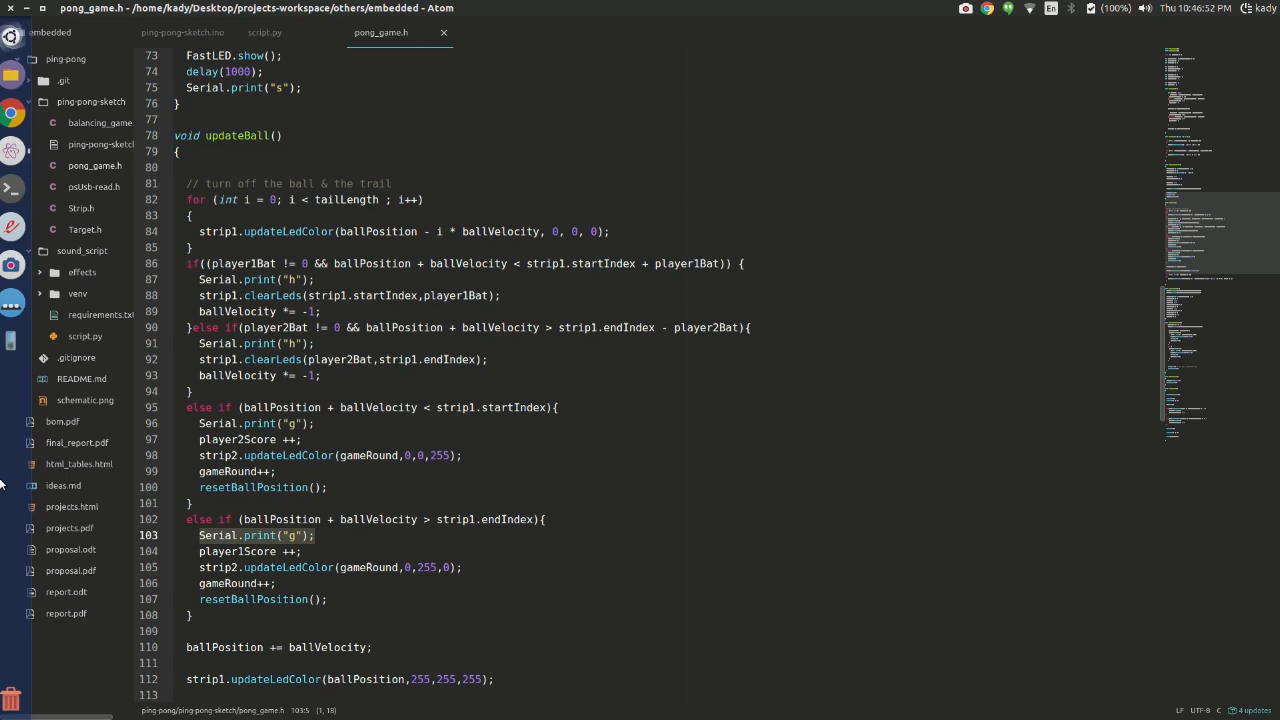 pong_game.h - /home/kady/Desktop/projects-workspace/others/embedded - Atom
En (100%) Thu 10:46:52 kady
embedded
ping-pong
.git
ping-pong-sketch
balancing_game
ping-pong-sketch
pong_game.h
psUsb-read.h
Strip.h
Target.h
sound_script
effects
venv
requirements.txt
script.py
.gitignore
README.md
schematic.png
bom.pdf
final_report.pdf
html_tables.html
ideas.md
projects.html
projects.pdf
proposal.odt
proposal.pdf
report.odt
report.pdf
ping-pong-sketch.ino script.py pong_game.h
73 FastLED.show();
74 delay(1000);
75 Serial.print("s");
76 }
77
78 void updateBall()
79 {
80
81 // turn off the ball & the trail
82 for (int i = 0; i < tailLength ; i++)
83 {
84 strip1.updateLedColor(ballPosition - i * ballVelocity, 0, 0, 0);
85 }
86 if((player1Bat != 0 && ballPosition + ballVelocity < strip1.startIndex + player1Bat)){
87 Serial.print("h");
88 strip1.clearLeds(strip1.startIndex,player1Bat);
89 ballVelocity *= -1;
90 }else if(player2Bat != 0 && ballPosition + ballVelocity > strip1.endIndex - player2Bat){
91 Serial.print("h");
92 strip1.clearLeds(player2Bat,strip1.endIndex);
93 ballVelocity *= -1;
94 }
95 else if (ballPosition + ballVelocity < strip1.startIndex){
96 Serial.print("g");
97 player2Score ++;
98 strip2.updateLedColor(gameRound,0,0,255);
99 gameRound++;
100 resetBallPosition();
101 }
102 else if (ballPosition + ballVelocity > strip1.endIndex){
103 Serial.print("g");
104 player1Score ++;
105 strip2.updateLedColor(gameRound,0,255,0);
106 gameRound++;
107 resetBallPosition();
108 }
109
110 ballPosition += ballVelocity;
111
112 strip1.updateLedColor(ballPosition,255,255,255);
113
ping-pong/ping-pong-sketch/pong_game.h 103:5 (1, 18)
LF UTF-8 C 4 updates